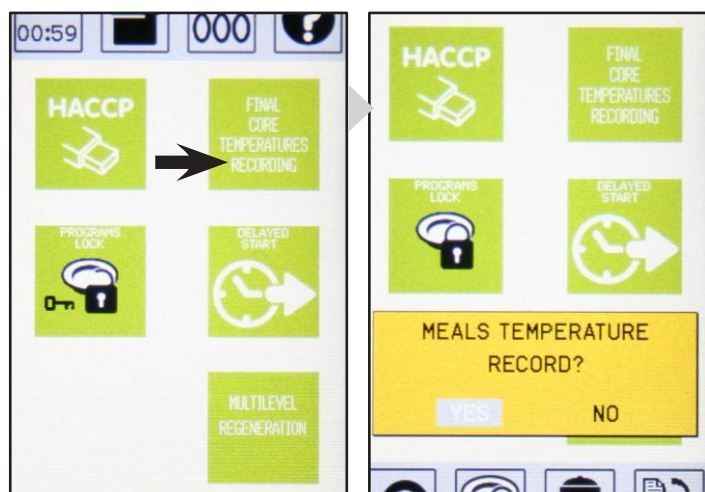 00:59
000
?
HACCP
FINAL
CORE
TEMPERATURES
RECORDING
PROGRAMS
LOCK
DELAYED
START
MULTILEVEL
REGENERATION
HACCP
FINAL
CORE
TEMPERATURES
RECORDING
PROGRAMS
LOCK
DELAYED
START
MEALS TEMPERATURE
RECORD?
YES NO